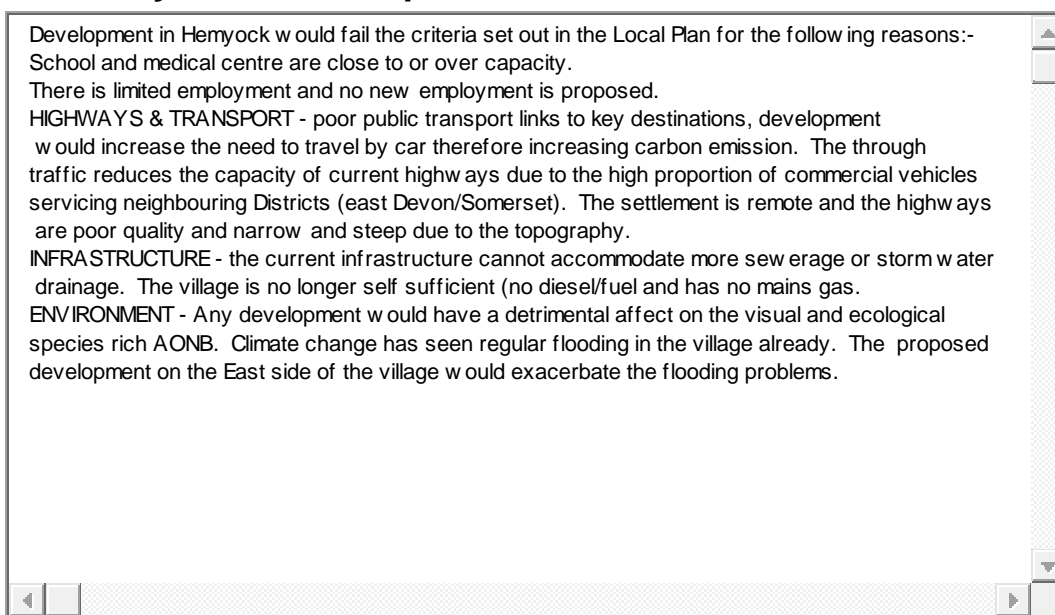 Development in Hemyock would fail the criteria set out in the Local Plan for the following reasons:-
School and medical centre are close to or over capacity.
There is limited employment and no new employment is proposed.
HIGHWAYS & TRANSPORT - poor public transport links to key destinations, development
would increase the need to travel by car therefore increasing carbon emission. The through
traffic reduces the capacity of current highways due to the high proportion of commercial vehicles
servicing neighbouring Districts (east Devon/Somerset). The settlement is remote and the highways
are poor quality and narrow and steep due to the topography.
INFRASTRUCTURE - the current infrastructure cannot accommodate more sewerage or storm water
drainage. The village is no longer self sufficient (no diesel/fuel and has no mains gas.
ENVIRONMENT - Any development would have a detrimental affect on the visual and ecological
species rich AONB. Climate change has seen regular flooding in the village already. The proposed
development on the East side of the village would exacerbate the flooding problems.